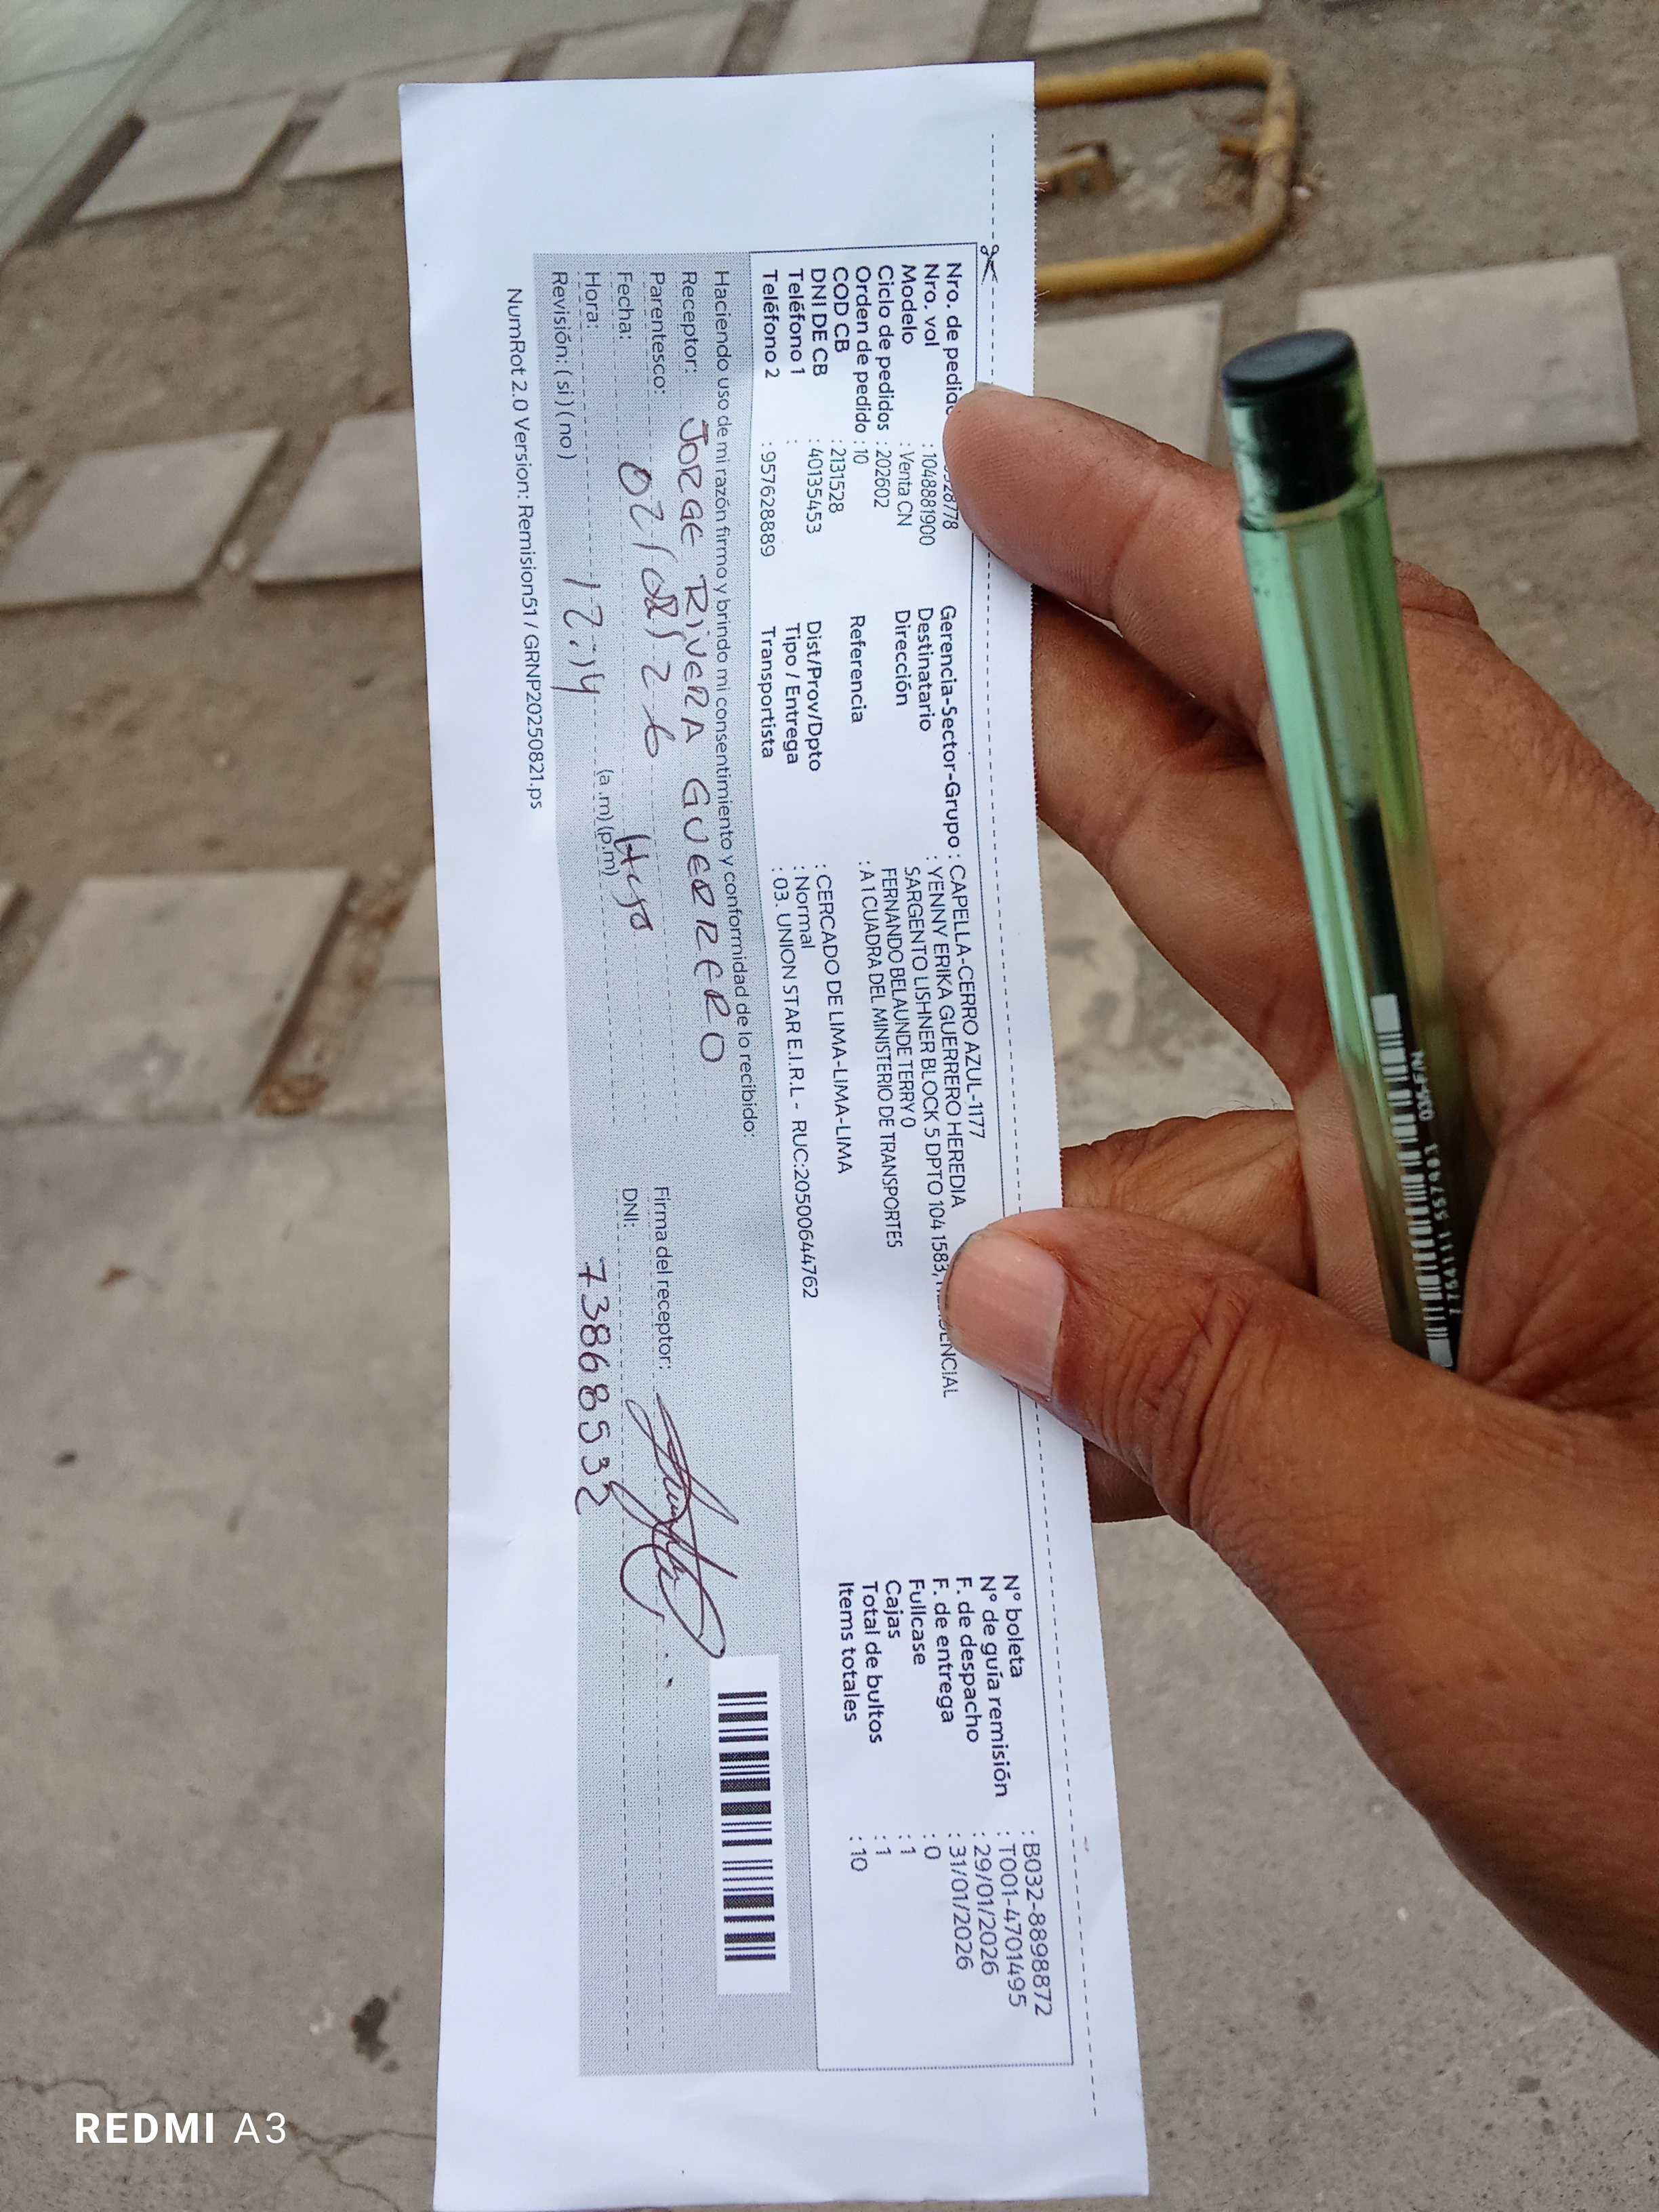 Nro. de pedido 28778
Nro. vol : 1048881900
Modelo : Venta CN
Ciclo de pedidos : 202602
Orden de pedido : 10
COD CB : 2131528
DNI DE CB : 40135453
Teléfono 1 :
Teléfono 2 : 957628889
Gerencia-Sector-Grupo : CAPELLA-CERRO AZUL-1177
Destinatario : YENNY ERIKA GUERRERO HEREDIA
Dirección SARGENTO LISHNER BLOCK 5 DPTO 104 1583,
FERNANDO BELAUNDE TERRY 0
Referencia : A 1 CUADRA DEL MINISTERIO DE TRANSPORTES
Dist/Prov/Dpto : CERCADO DE LIMA-LIMA-LIMA
Tipo / Entrega : Normal
Transportista : 03. UNION STAR E.I.R.L - RUC:20500644762
N° boleta : B032-8898872
N° de guía remisión : T001-4701495
F. de despacho : 29/01/2026
F. de entrega : 31/01/2026
Fullcase : 0
Cajas : 1
Total de bultos : 1
Items totales : 10
Haciendo uso de mi razón firmo y brindo mi consentimiento y conformidad de lo recibido:
Receptor: JORGE RIVERA GUERRERO
Parentesco:
Fecha:
Hora: 12:14 (a.m) (p.m)
Revisión: ( si ) ( no )
Firma del receptor:
DNI: 73868532
NumRot 2.0 Version: Remision51 / GRNP20250821.ps
REDMI A3